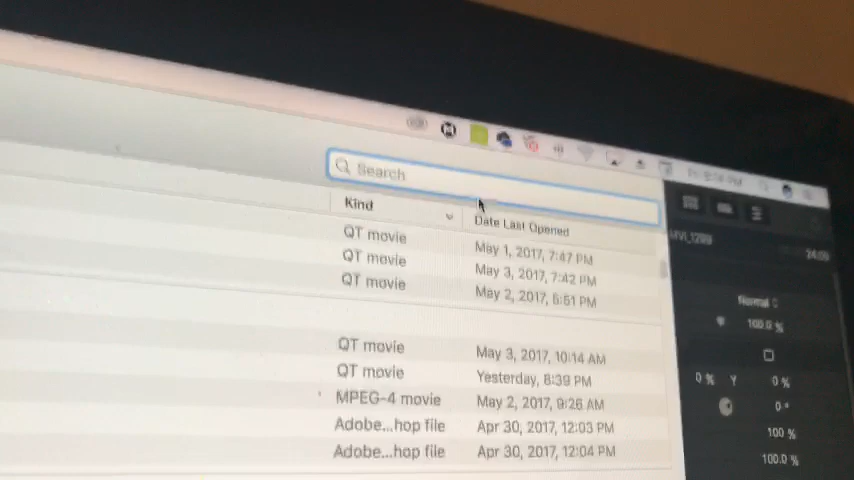 Search
Kind
Date Last Opened
QT movie May 1, 2017, 7:47 PM
QT movie May 3, 2017, 7:42 PM
QT movie May 2, 2017, 5:51 PM
QT movie May 3, 2017, 10:14 AM
QT movie Yesterday, 8:39 PM
MPEG-4 movie May 2, 2017, 9:26 AM
Adobe...hop file Apr 30, 2017, 12:03 PM
Adobe...hop file Apr 30, 2017, 12:04 PM
MVI_1299
Normal
100.0 %
0 % Y 0 %
0 °
100 %
100.0 %